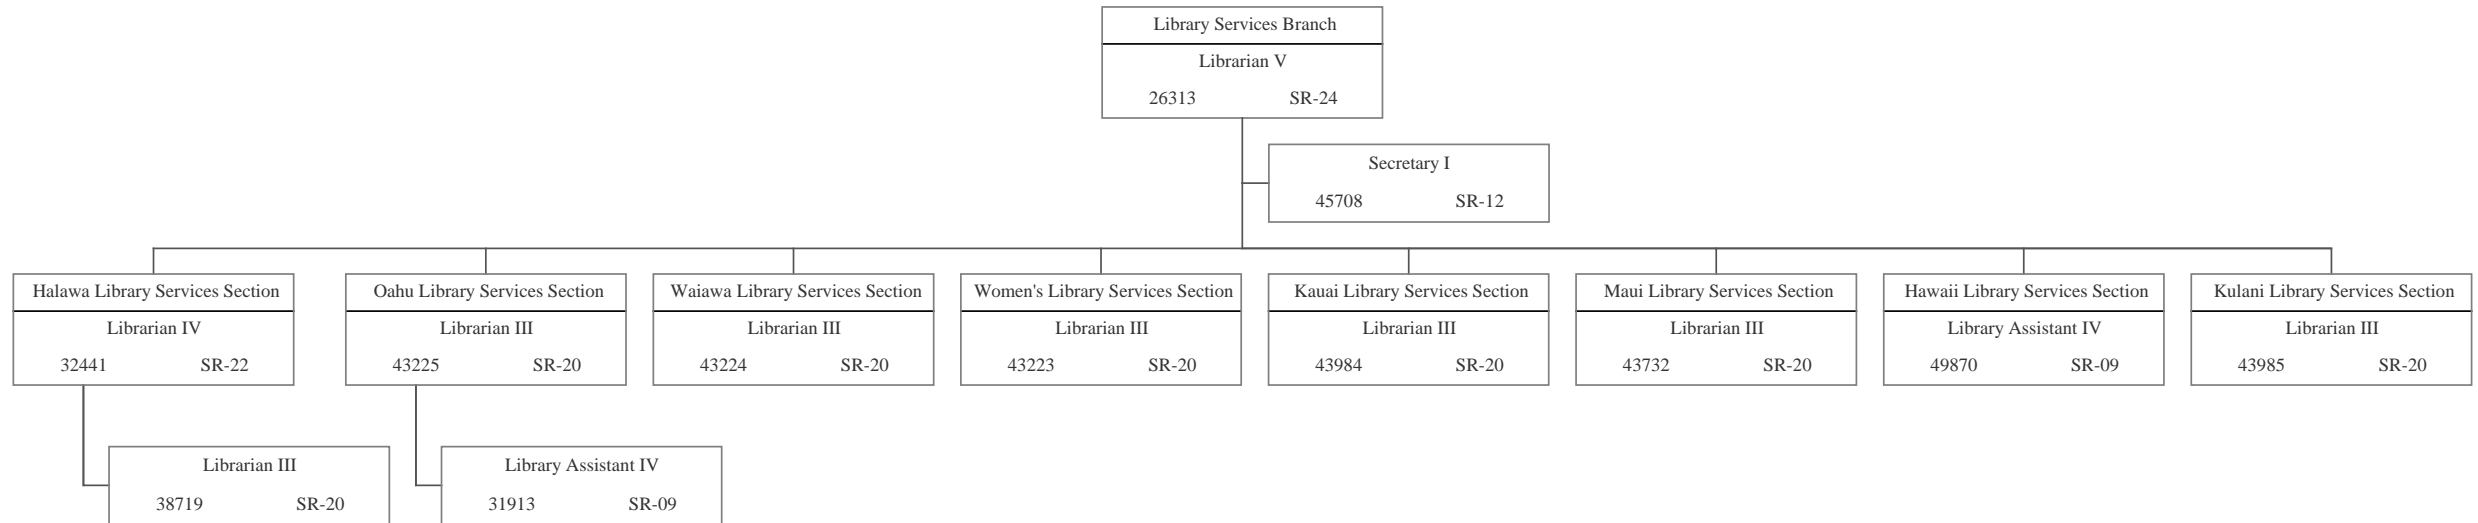 Library Services Branch
Librarian V
26313 SR-24
Secretary I
45708 SR-12
Halawa Library Services Section
Librarian IV
32441 SR-22
Oahu Library Services Section
Librarian III
43225 SR-20
Waiawa Library Services Section
Librarian III
43224 SR-20
Women's Library Services Section
Librarian III
43223 SR-20
Kauai Library Services Section
Librarian III
43984 SR-20
Maui Library Services Section
Librarian III
43732 SR-20
Hawaii Library Services Section
Library Assistant IV
49870 SR-09
Kulani Library Services Section
Librarian III
43985 SR-20
Librarian III
38719 SR-20
Library Assistant IV
31913 SR-09